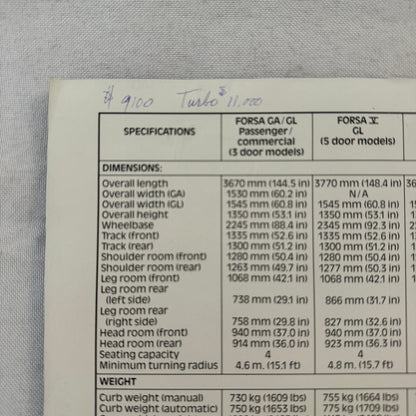 $ 9100 Turbo $ 11,000
SPECIFICATIONS FORSA GA/GL Passenger/ commercial (3 door models) FORSA V GL (5 door models)
DIMENSIONS:
Overall length 3670 mm (144.5 in) 3770 mm (148.4 in)
Overall width (GA) 1530 mm (60.2 in) N/A
Overall width (GL) 1545 mm (60.8 in) 1545 mm (60.8 in)
Overall height 1350 mm (53.1 in) 1350 mm (53.1 in)
Wheelbase 2245 mm (88.4 in) 2345 mm (92.3 in)
Track (front) 1335 mm (52.6 in) 1335 mm (52.6 in)
Track (rear) 1300 mm (51.2 in) 1300 mm (51.2 in)
Shoulder room (front) 1280 mm (50.4 in) 1280 mm (50.4 in)
Shoulder room (rear) 1263 mm (49.7 in) 1277 mm (50.3 in)
Leg room (front) 1068 mm (42.1 in) 1068 mm (42.1 in)
Leg room rear
(left side) 738 mm (29.1 in) 866 mm (31.7 in)
Leg room rear
(right side) 758 mm (29.8 in) 827 mm (32.6 in)
Head room (front) 940 mm (37.0 in) 940 mm (37.0 in)
Head room (rear) 914 mm (36.0 in) 923 mm (36.3 in)
Seating capacity 4 4
Minimum turning radius 4.6 m. (15.1 ft) 4.8 m. (15.7 ft)
WEIGHT
Curb weight (manual) 730 kg (1609 lbs) 755 kg (1664 lbs)
Curb weight (automatic) 750 kg (1653 lbs) 775 kg (1709 lbs)